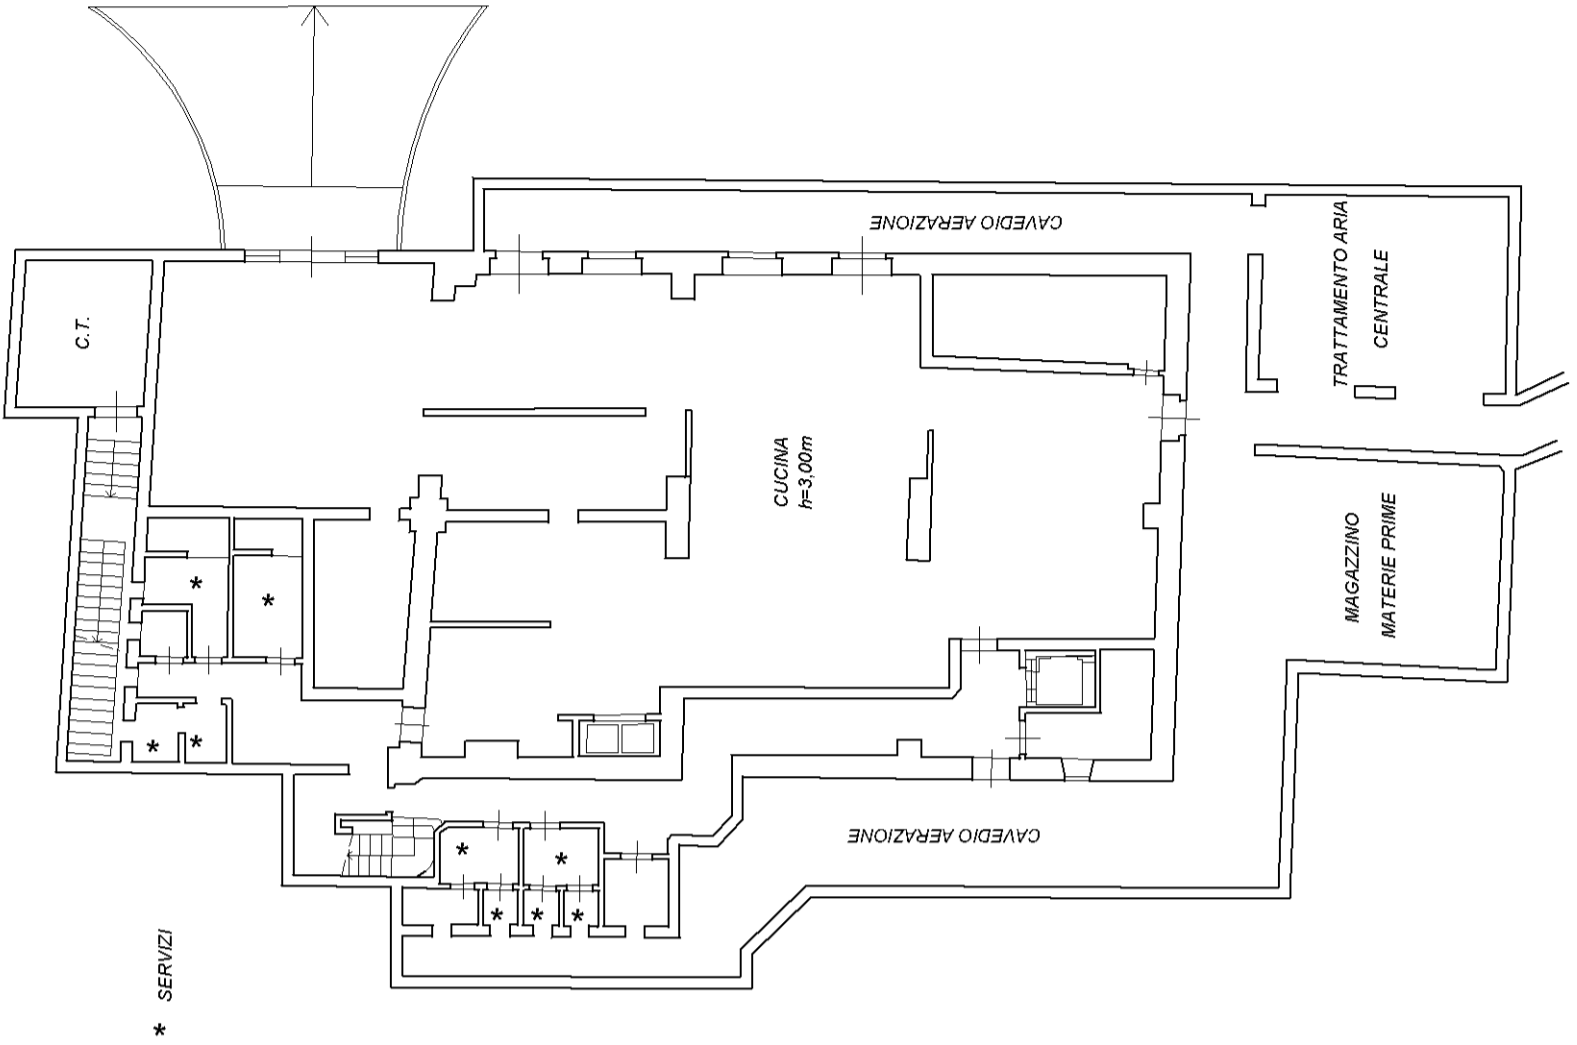 CAVEDIO AERAZIONE
C.T.
TRATTAMENTO ARIA
CENTRALE
CUCINA
h=3,00m
MAGAZZINO
MATERIE PRIME
*
*
*
*
CAVEDIO AERAZIONE
*
*
*
*
*
* SERVIZI